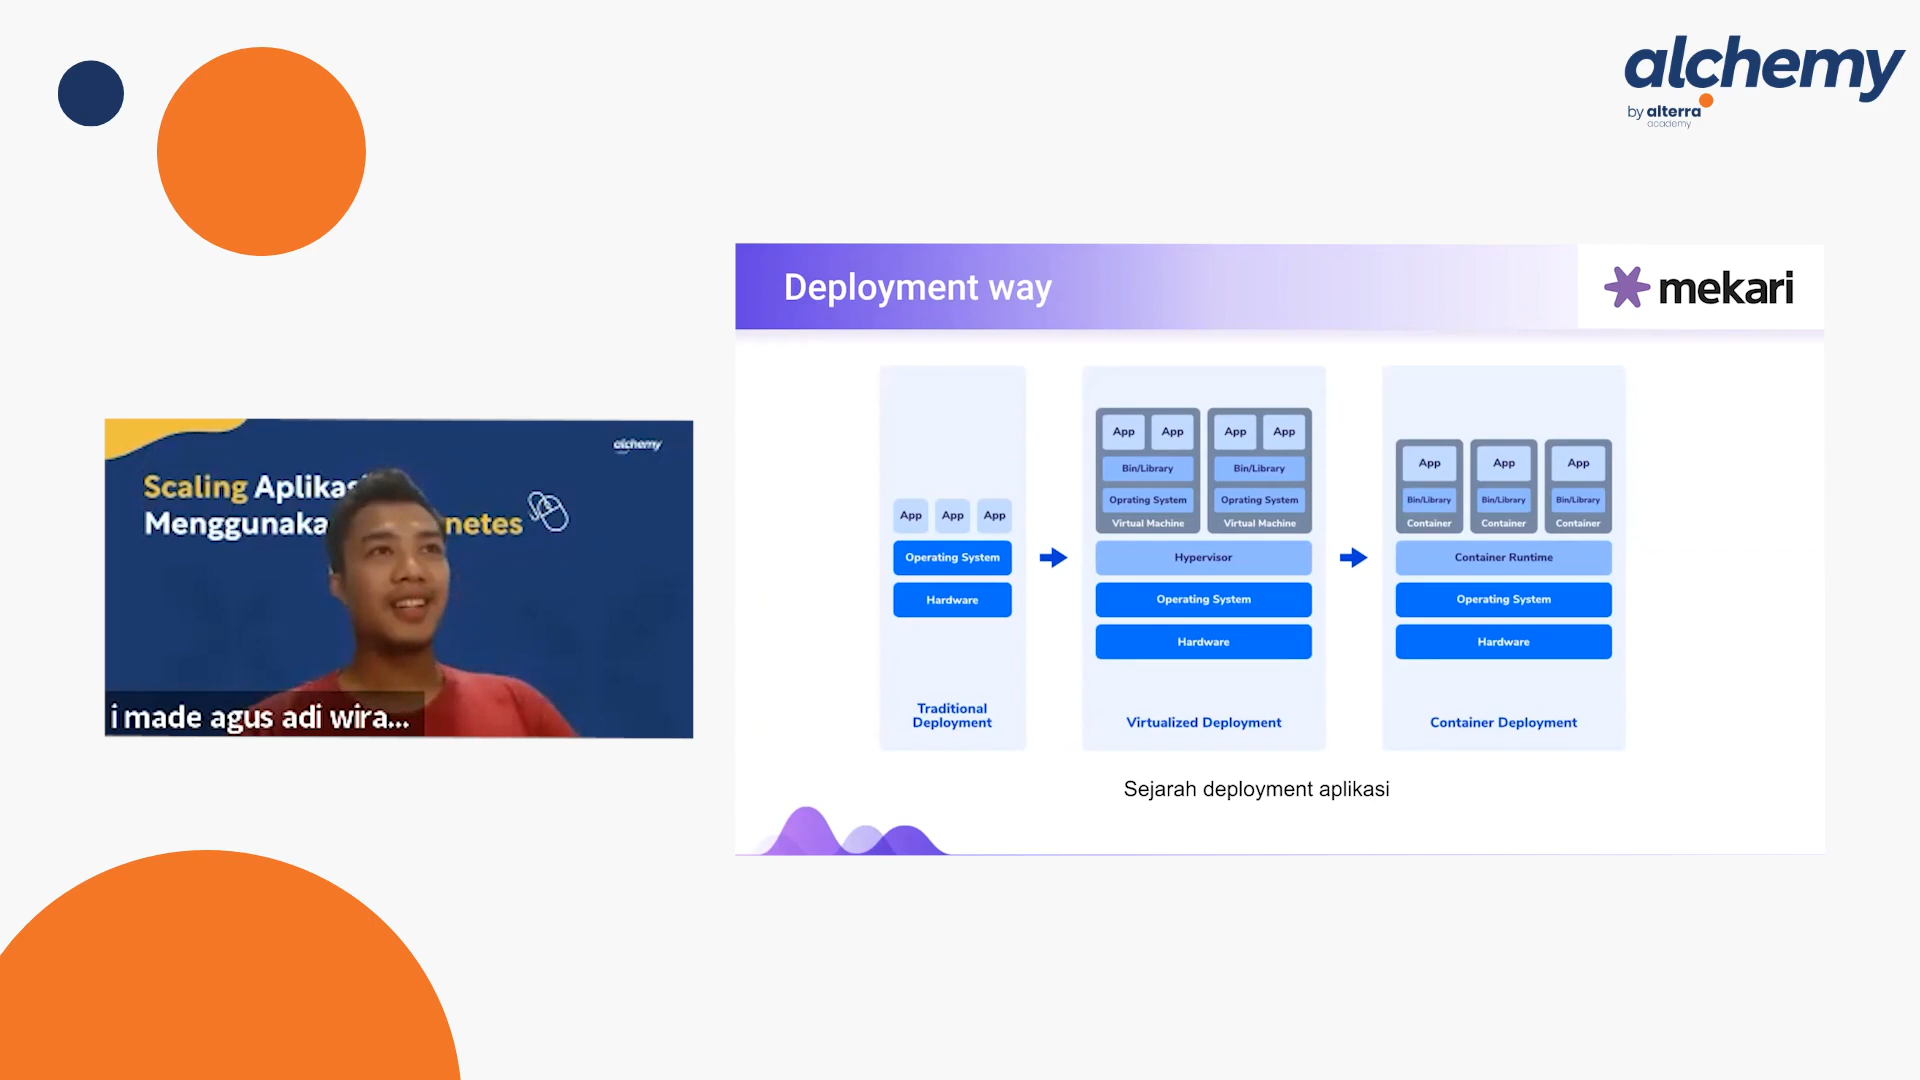 alchemy
by alterra
academy
Deployment way
mekari
alchemy
Scaling Aplikas
Menggunaka netes
i made agus adi wira...
App App App
Operating System
Hardware
Traditional
Deployment
App App App App
Bin/Library Bin/Library
Oprating System Oprating System
Virtual Machine Virtual Machine
Hypervisor
Operating System
Hardware
Virtualized Deployment
App App App
Bin/Library Bin/Library Bin/Library
Container Container Container
Container Runtime
Operating System
Hardware
Container Deployment
Sejarah deployment aplikasi